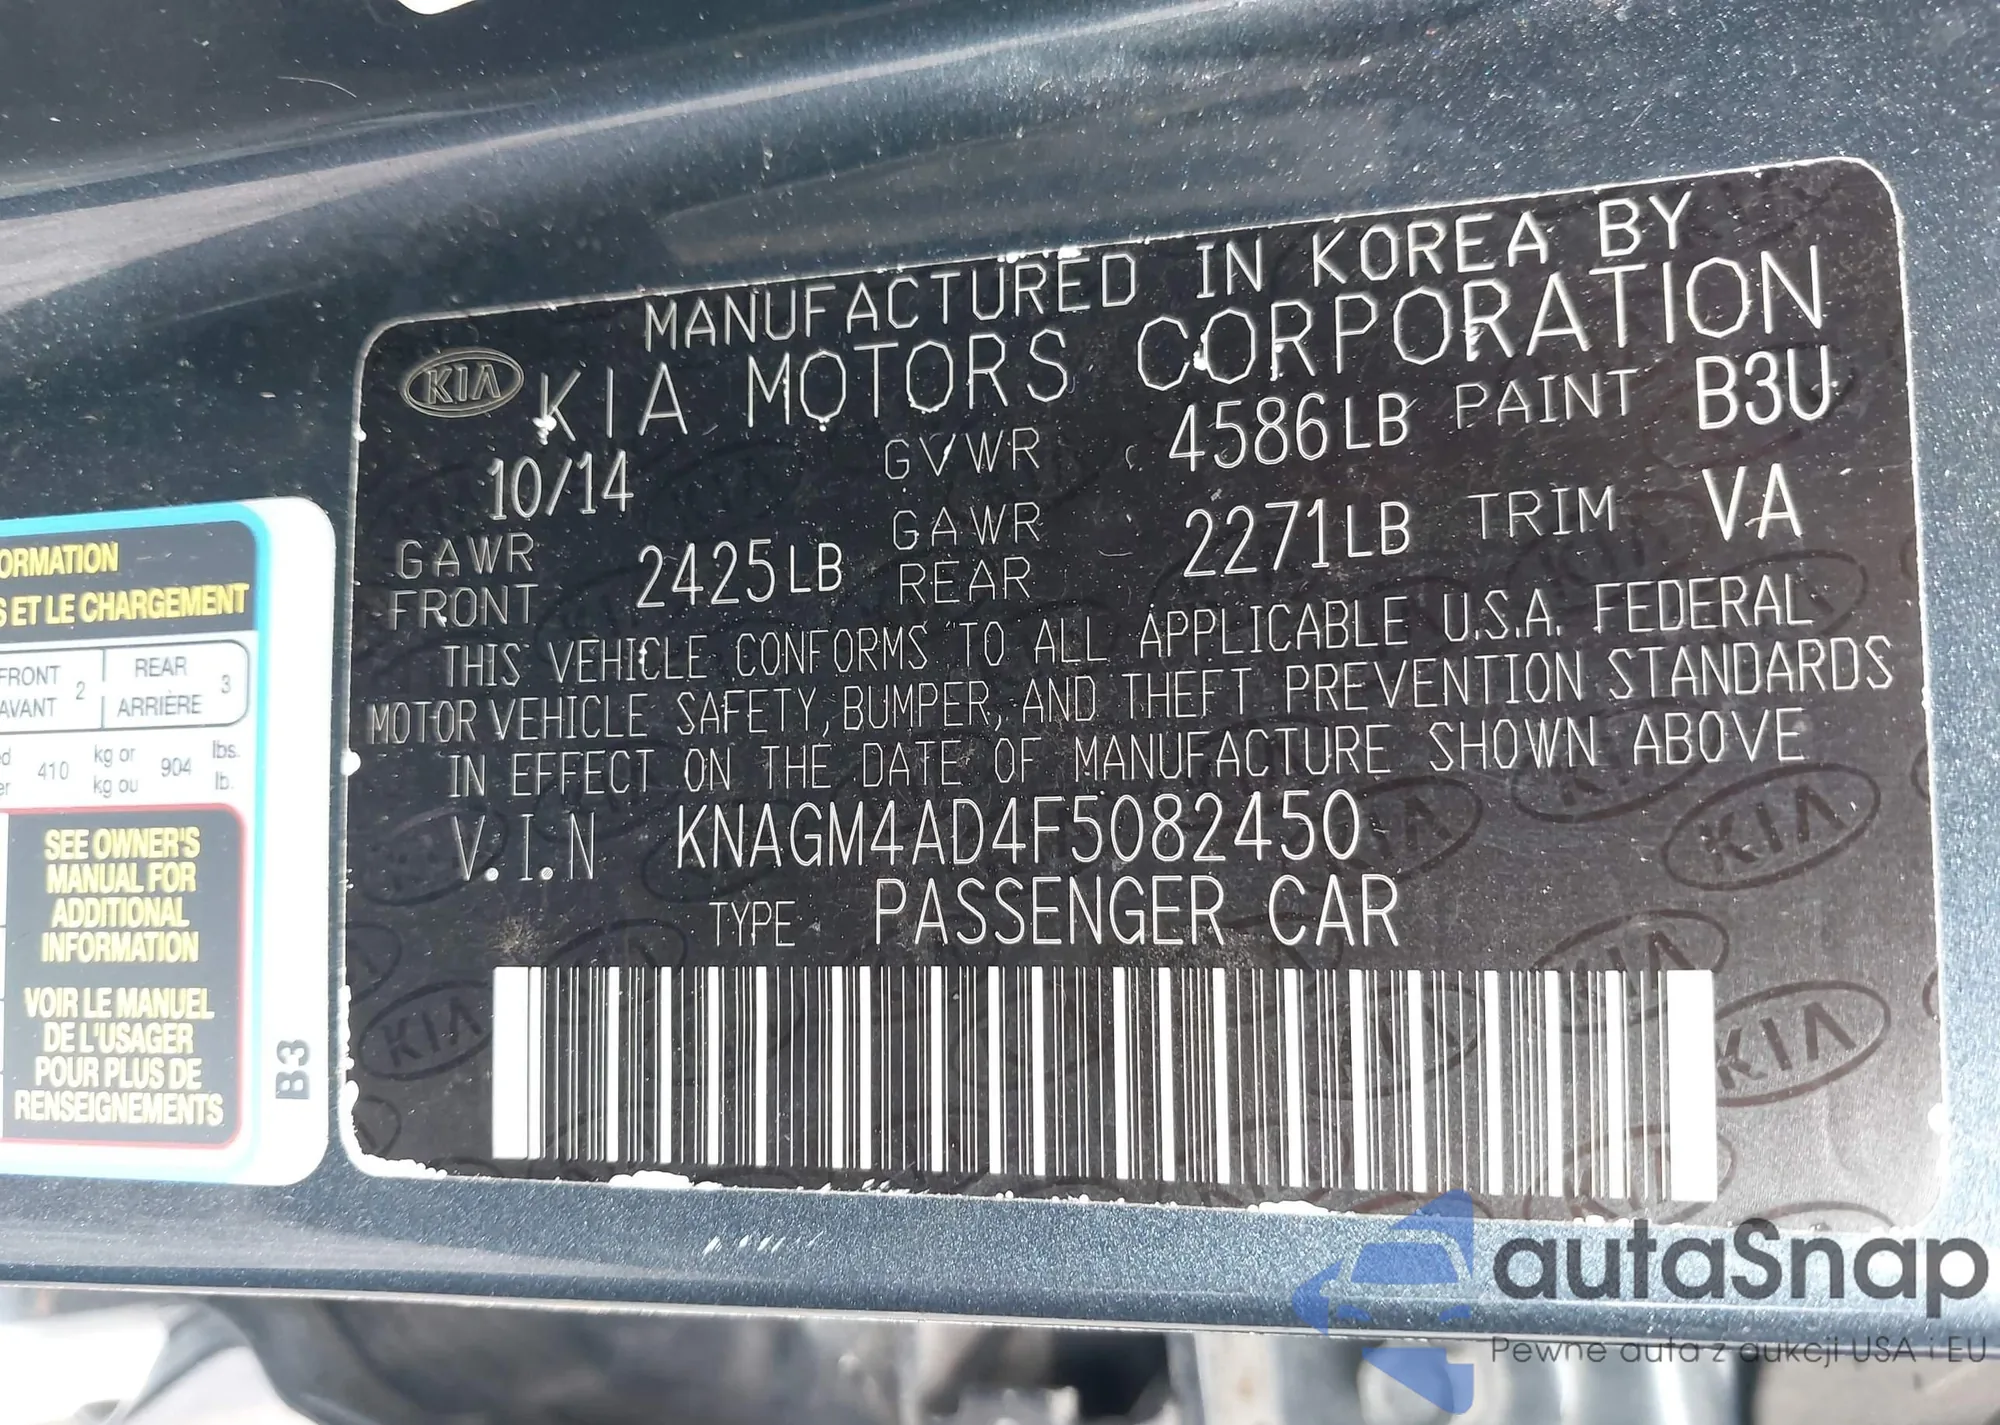 MANUFACTURED IN KOREA BY
KIA KIA MOTORS CORPORATION
10/14 GVWR 4586LB PAINT B3U
GAWR FRONT 2425LB GAWR REAR 2271LB TRIM VA
THIS VEHICLE CONFORMS TO ALL APPLICABLE U.S.A. FEDERAL
MOTOR VEHICLE SAFETY, BUMPER, AND THEFT PREVENTION STANDARDS
IN EFFECT ON THE DATE OF MANUFACTURE SHOWN ABOVE
V.I.N KNAGM4AD4F5082450
TYPE PASSENGER CAR
KIA
KIA
KIA
ORMATION
S ET LE CHARGEMENT
FRONT 2 REAR 3
AVANT ARRIÈRE
410 kg or 904 lbs.
kg ou lb.
SEE OWNER'S
MANUAL FOR
ADDITIONAL
INFORMATION
VOIR LE MANUEL
DE L'USAGER
POUR PLUS DE
RENSEIGNEMENTS
B3
autaSnap
Pewne auta z aukcji USA i EU